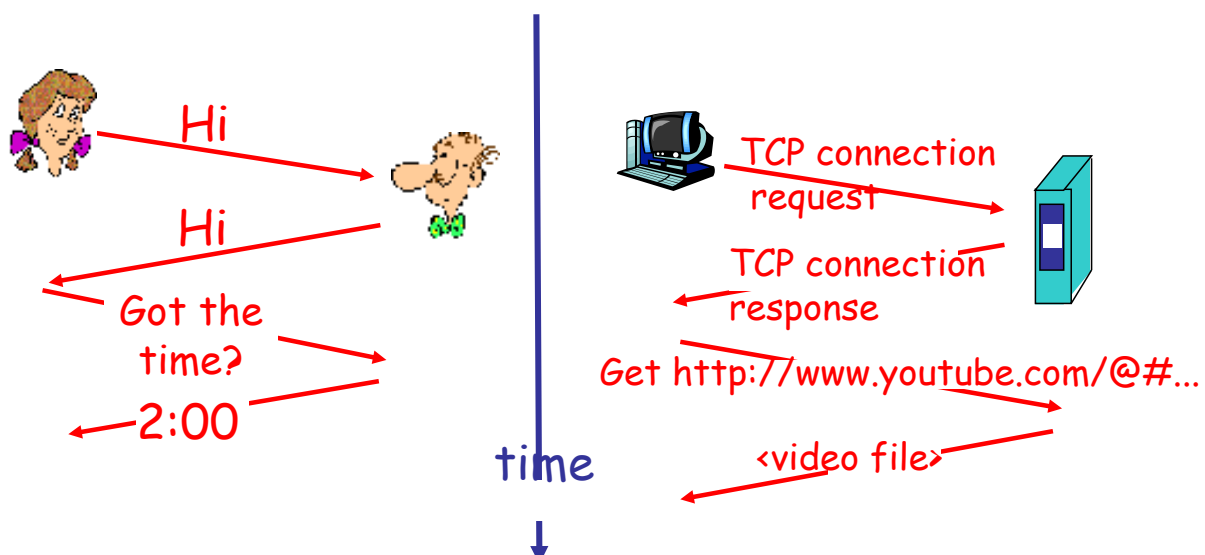 Hi
Hi
Got the
time?
2:00
time
TCP connection
request
TCP connection
response
Get http://www.youtube.com/@#...
<video file>